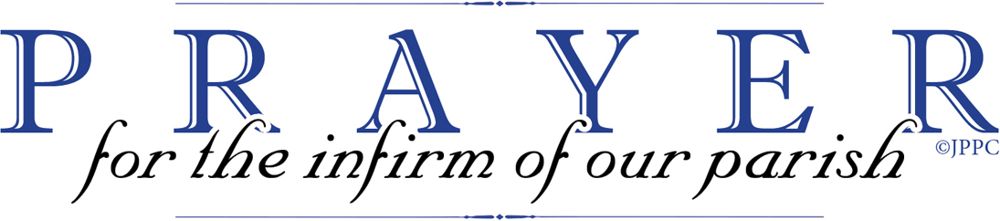 PRAYER
for the infirm of our parish
©JPPC